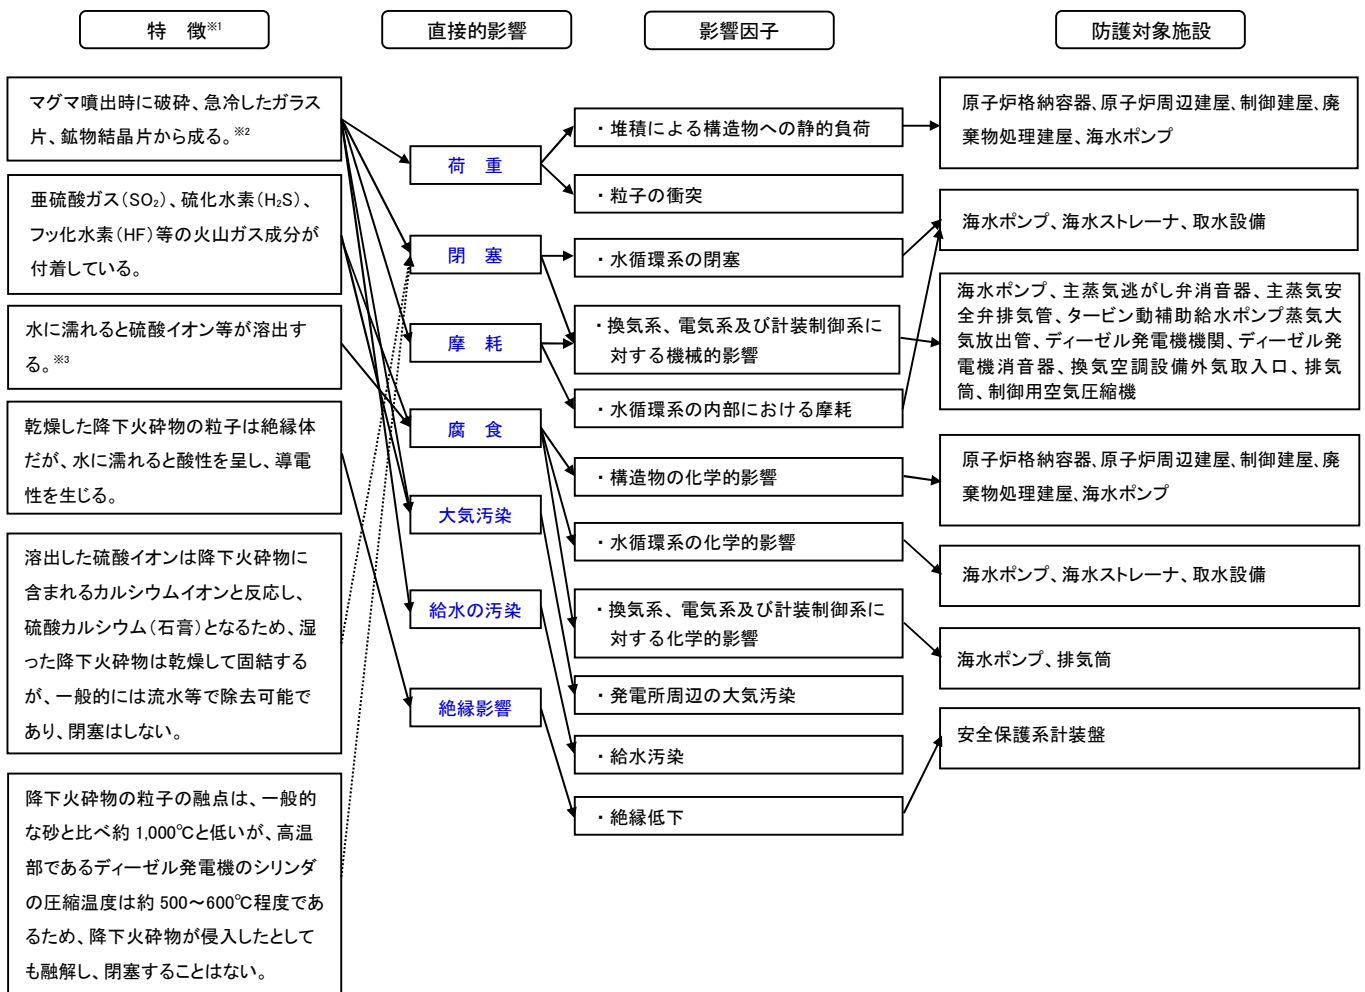 特　徴※1
直接的影響
影響因子
防護対象施設
マグマ噴出時に破砕、急冷したガラス
片、鉱物結晶片から成る。※2
亜硫酸ガス(SO₂)、硫化水素(H₂S)、
フッ化水素(HF)等の火山ガス成分が
付着している。
水に濡れると硫酸イオン等が溶出す
る。※3
乾燥した降下火砕物の粒子は絶縁体
だが、水に濡れると酸性を呈し、導電
性を生じる。
溶出した硫酸イオンは降下火砕物に
含まれるカルシウムイオンと反応し、
硫酸カルシウム(石膏)となるため、湿
った降下火砕物は乾燥して固結する
が、一般的には流水等で除去可能で
あり、閉塞はしない。
降下火砕物の粒子の融点は、一般的
な砂と比べ約 1,000℃と低いが、高温
部であるディーゼル発電機のシリンダ
の圧縮温度は約 500～600℃程度であ
るため、降下火砕物が侵入したとして
も融解し、閉塞することはない。
荷　重
閉　塞
摩　耗
腐　食
大気汚染
給水の汚染
絶縁影響
・堆積による構造物への静的負荷
・粒子の衝突
・水循環系の閉塞
・換気系、電気系及び計装制御系に
対する機械的影響
・水循環系の内部における摩耗
・構造物の化学的影響
・水循環系の化学的影響
・換気系、電気系及び計装制御系に
対する化学的影響
・発電所周辺の大気汚染
・給水汚染
・絶縁低下
原子炉格納容器、原子炉周辺建屋、制御建屋、廃
棄物処理建屋、海水ポンプ
海水ポンプ、海水ストレーナ、取水設備
海水ポンプ、主蒸気逃がし弁消音器、主蒸気安
全弁排気管、タービン動補助給水ポンプ蒸気大
気放出管、ディーゼル発電機機関、ディーゼル発
電機消音器、換気空調設備外気取入口、排気
筒、制御用空気圧縮機
原子炉格納容器、原子炉周辺建屋、制御建屋、廃
棄物処理建屋、海水ポンプ
海水ポンプ、海水ストレーナ、取水設備
海水ポンプ、排気筒
安全保護系計装盤